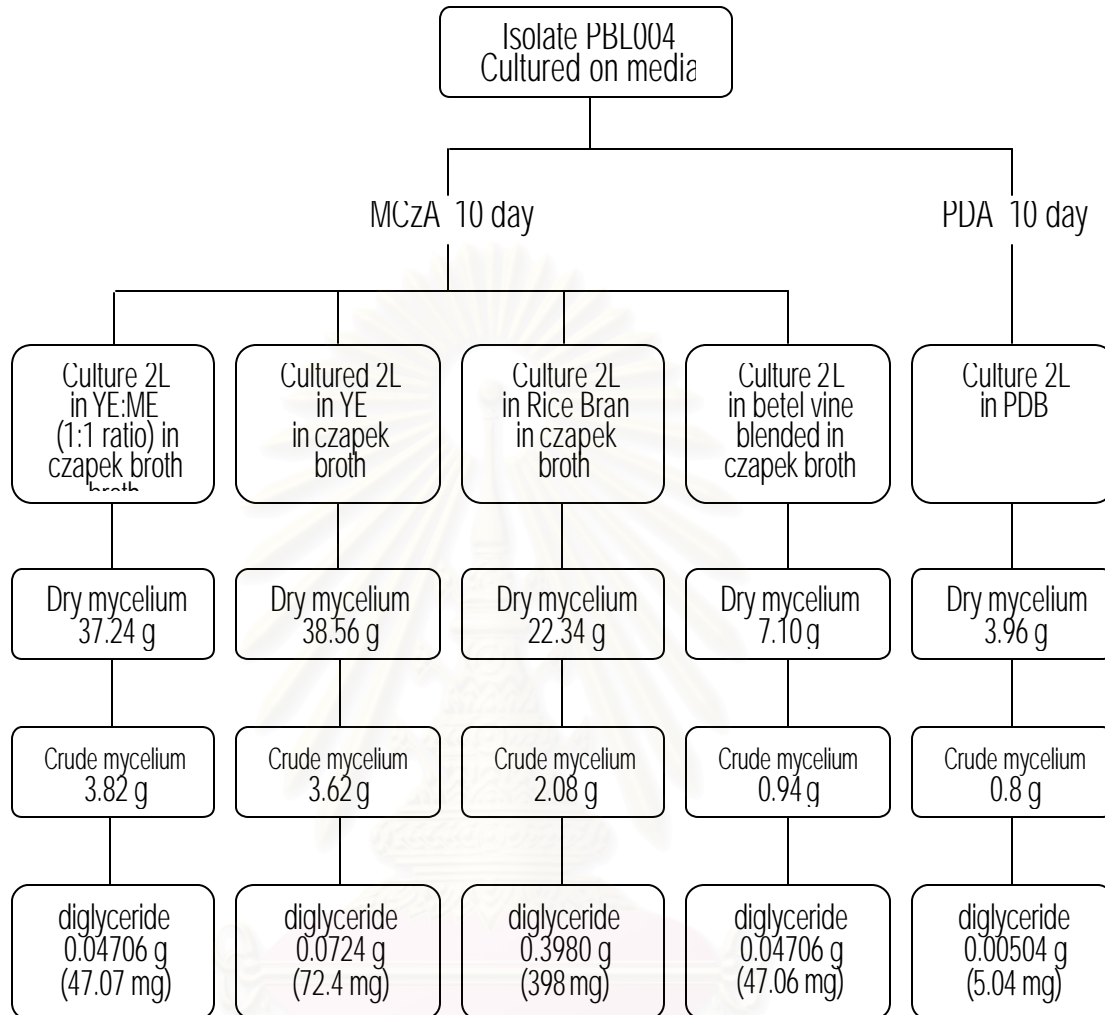 Isolate PBL004
Cultured on media
MCzA 10 day
PDA 10 day
Culture 2L
in YE:ME
(1:1 ratio) in
czapek broth
broth
Cultured 2L
in YE
in czapek
broth
Culture 2L
in Rice Bran
in czapek
broth
Culture 2L
in betel vine
blended in
czapek broth
Culture 2L
in PDB
Dry mycelium
37.24 g
Dry mycelium
38.56 g
Dry mycelium
22.34 g
Dry mycelium
7.10 g
Dry mycelium
3.96 g
Crude mycelium
3.82 g
Crude mycelium
3.62 g
Crude mycelium
2.08 g
Crude mycelium
0.94 g
Crude mycelium
0.8 g
diglyceride
0.04706 g
(47.07 mg)
diglyceride
0.0724 g
(72.4 mg)
diglyceride
0.3980 g
(398 mg)
diglyceride
0.04706 g
(47.06 mg)
diglyceride
0.00504 g
(5.04 mg)